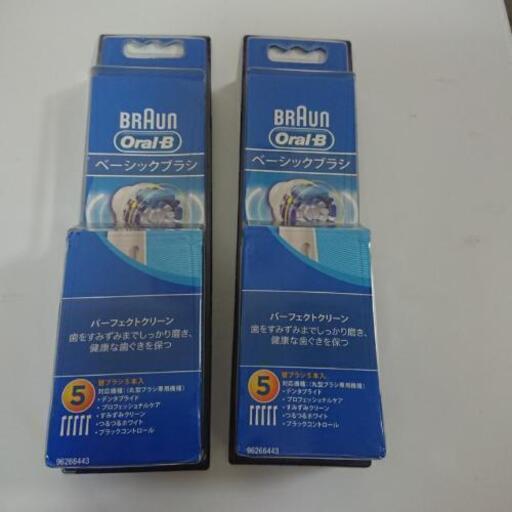 BRAUN
Oral-B
ベーシックブラシ
パーフェクトクリーン
歯をすみずみまでしっかり磨き、
健康な歯ぐきを保つ
5
替ブラシ5本入
対応機種：（丸型ブラシ専用機種）
・デンタプライド
・プロフェッショナルケア
・すみずみクリーン
・つるつるホワイト
・ブラックコントロール
96266443
BRAUN
Oral-B
ベーシックブラシ
パーフェクトクリーン
歯をすみずみまでしっかり磨き、
健康な歯ぐきを保つ
5
替ブラシ5本入
対応機種：（丸型ブラシ専用機種）
・デンタプライド
・プロフェッショナルケア
・すみずみクリーン
・つるつるホワイト
・ブラックコントロール
96266443